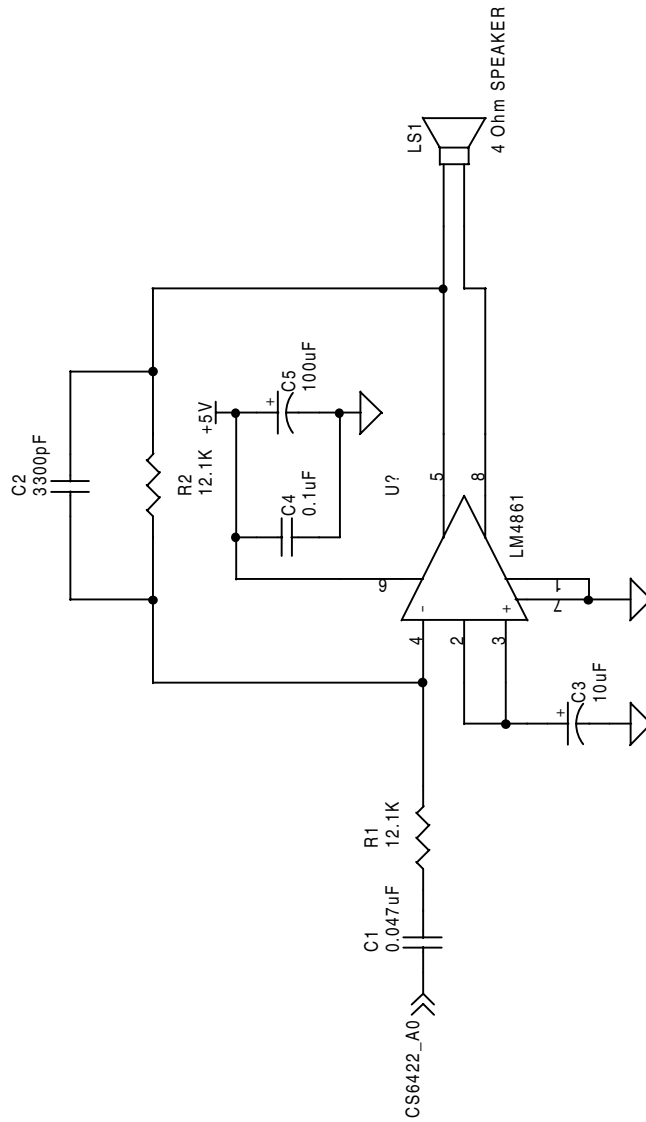 C2
3300pF
R2
12.1K
+5V
+
C5
100uF
C4
0.1uF
U?
LS1
4 Ohm SPEAKER
5
8
6
4
-
2
3
+
7
1
LM4861
CS6422_A0
C1
0.047uF
R1
12.1K
+
C3
10uF